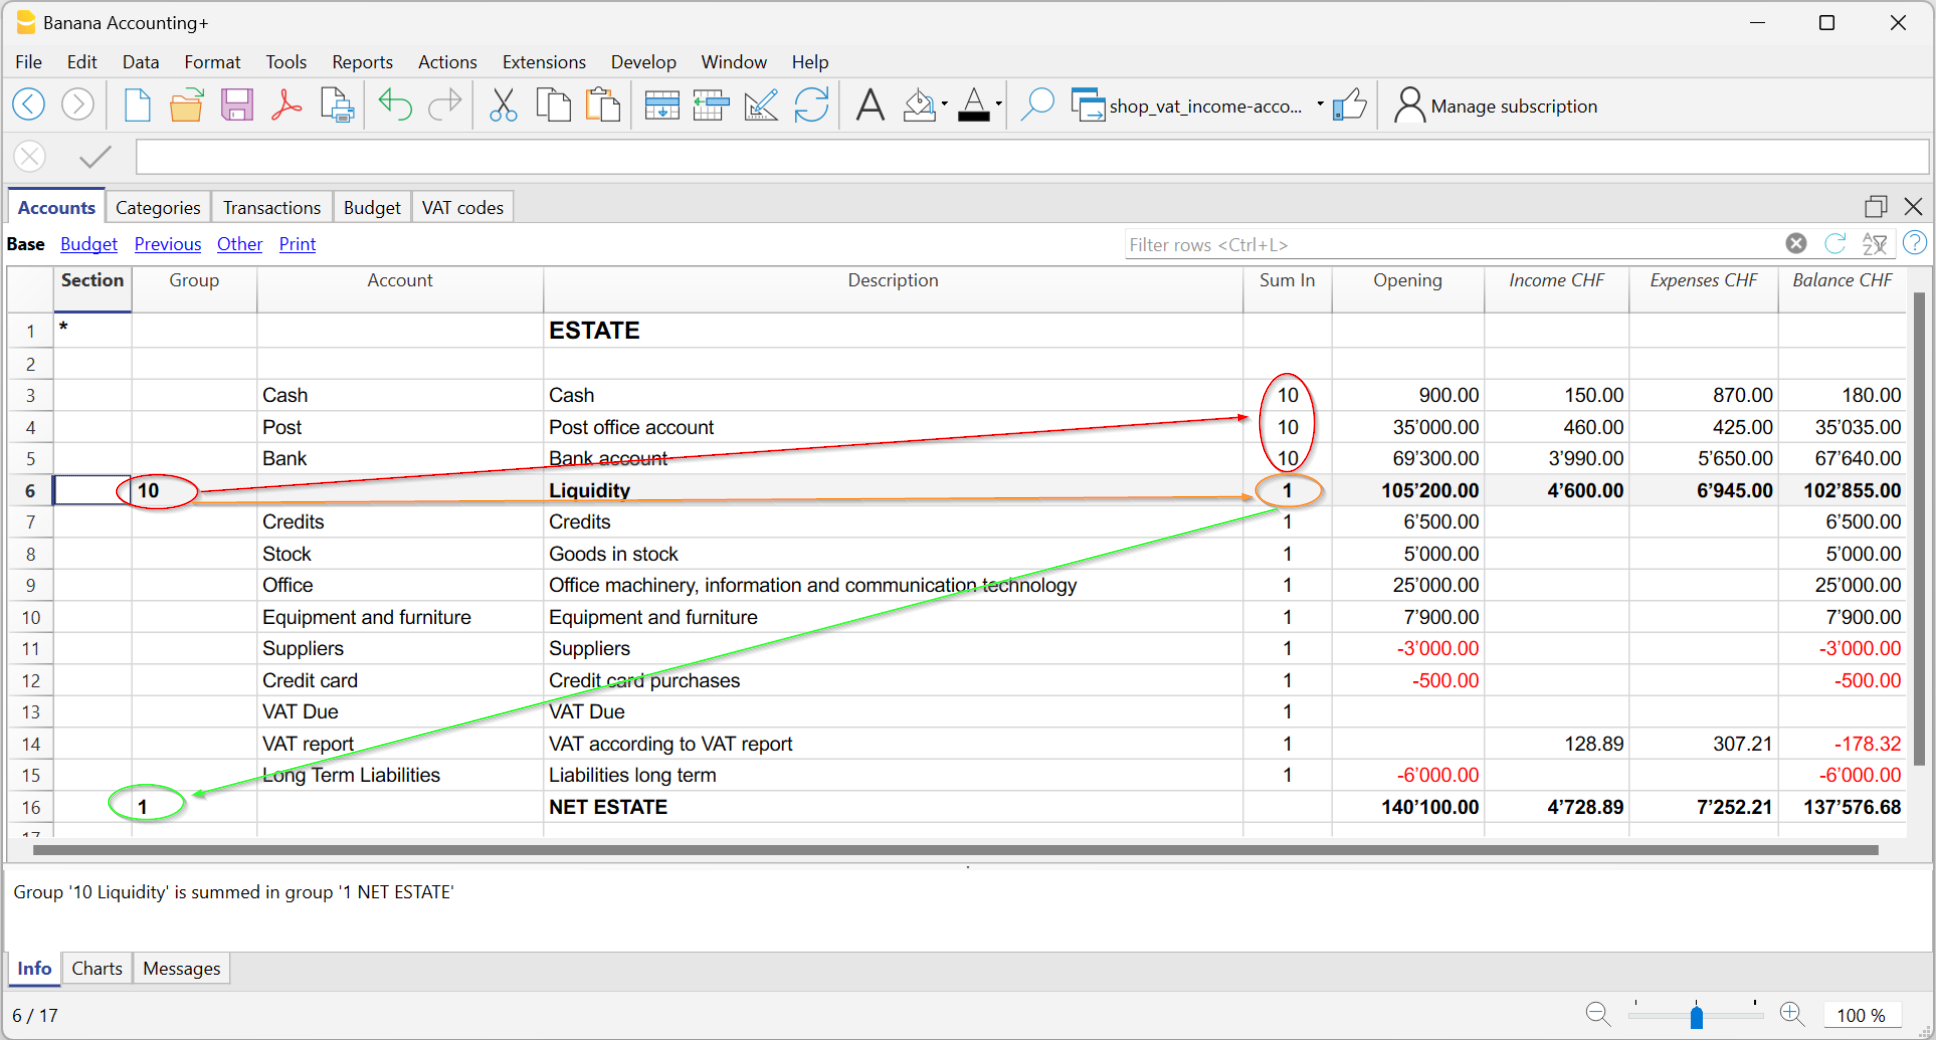 Banana Accounting+
File Edit Data Format Tools Reports Actions Extensions Develop Window Help
shop_vat_income-acco... Manage subscription
Accounts Categories Transactions Budget VAT codes
Base Budget Previous Other Print Filter rows <Ctrl+L>
Section Group Account Description Sum In Opening Income CHF Expenses CHF Balance CHF
1 * ESTATE
2
3 Cash Cash 10 900.00 150.00 870.00 180.00
4 Post Post office account 10 35’000.00 460.00 425.00 35’035.00
5 Bank Bank account 10 69’300.00 3’990.00 5’650.00 67’640.00
6 10 Liquidity 1 105’200.00 4’600.00 6’945.00 102’855.00
7 Credits Credits 1 6’500.00 6’500.00
8 Stock Goods in stock 1 5’000.00 5’000.00
9 Office Office machinery, information and communication technology 1 25’000.00 25’000.00
10 Equipment and furniture Equipment and furniture 1 7’900.00 7’900.00
11 Suppliers Suppliers 1 -3’000.00 -3’000.00
12 Credit card Credit card purchases 1 -500.00 -500.00
13 VAT Due VAT Due 1
14 VAT report VAT according to VAT report 1 128.89 307.21 -178.32
15 Long Term Liabilities Liabilities long term 1 -6’000.00 -6’000.00
16 1 NET ESTATE 140’100.00 4’728.89 7’252.21 137’576.68
17
Group '10 Liquidity' is summed in group '1 NET ESTATE'
Info Charts Messages
6 / 17 100 %